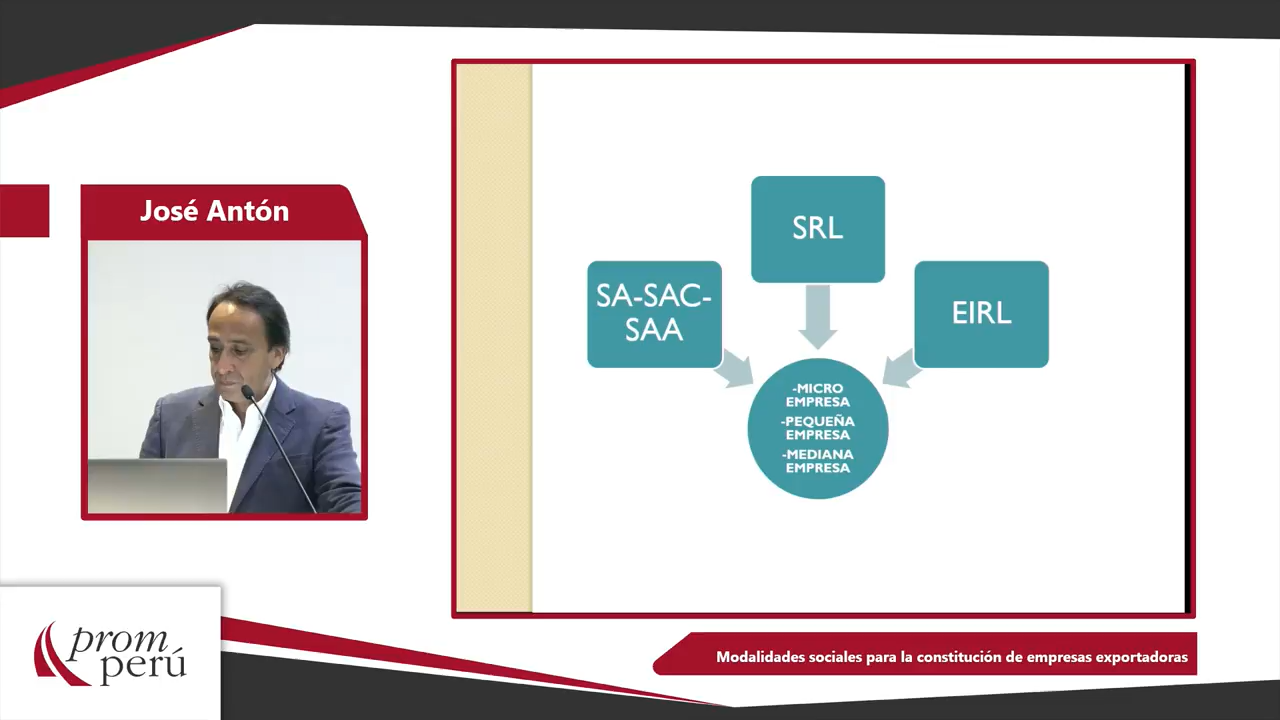 José Antón
SRL
SA-SAC-
SAA
EIRL
-MICRO
EMPRESA
-PEQUEÑA
EMPRESA
-MEDIANA
EMPRESA
prom
perú
Modalidades sociales para la constitución de empresas exportadoras